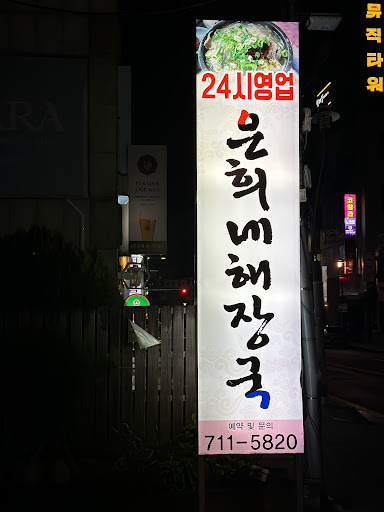 24시영업
은희네해장국
예약 및 문의
711-5820
뮤직타워
ARA